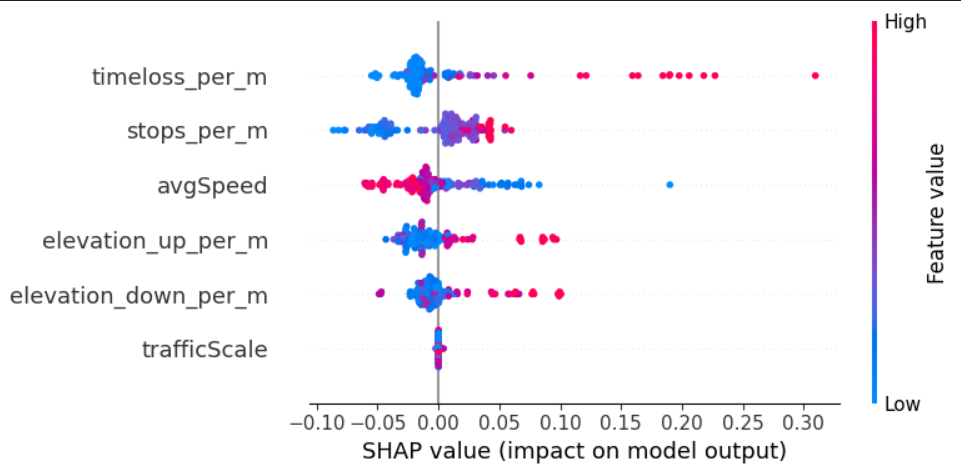 High
timeloss_per_m
stops_per_m
avgSpeed
elevation_up_per_m
elevation_down_per_m
trafficScale
Feature value
Low
−0.10 −0.05 0.00 0.05 0.10 0.15 0.20 0.25 0.30
SHAP value (impact on model output)